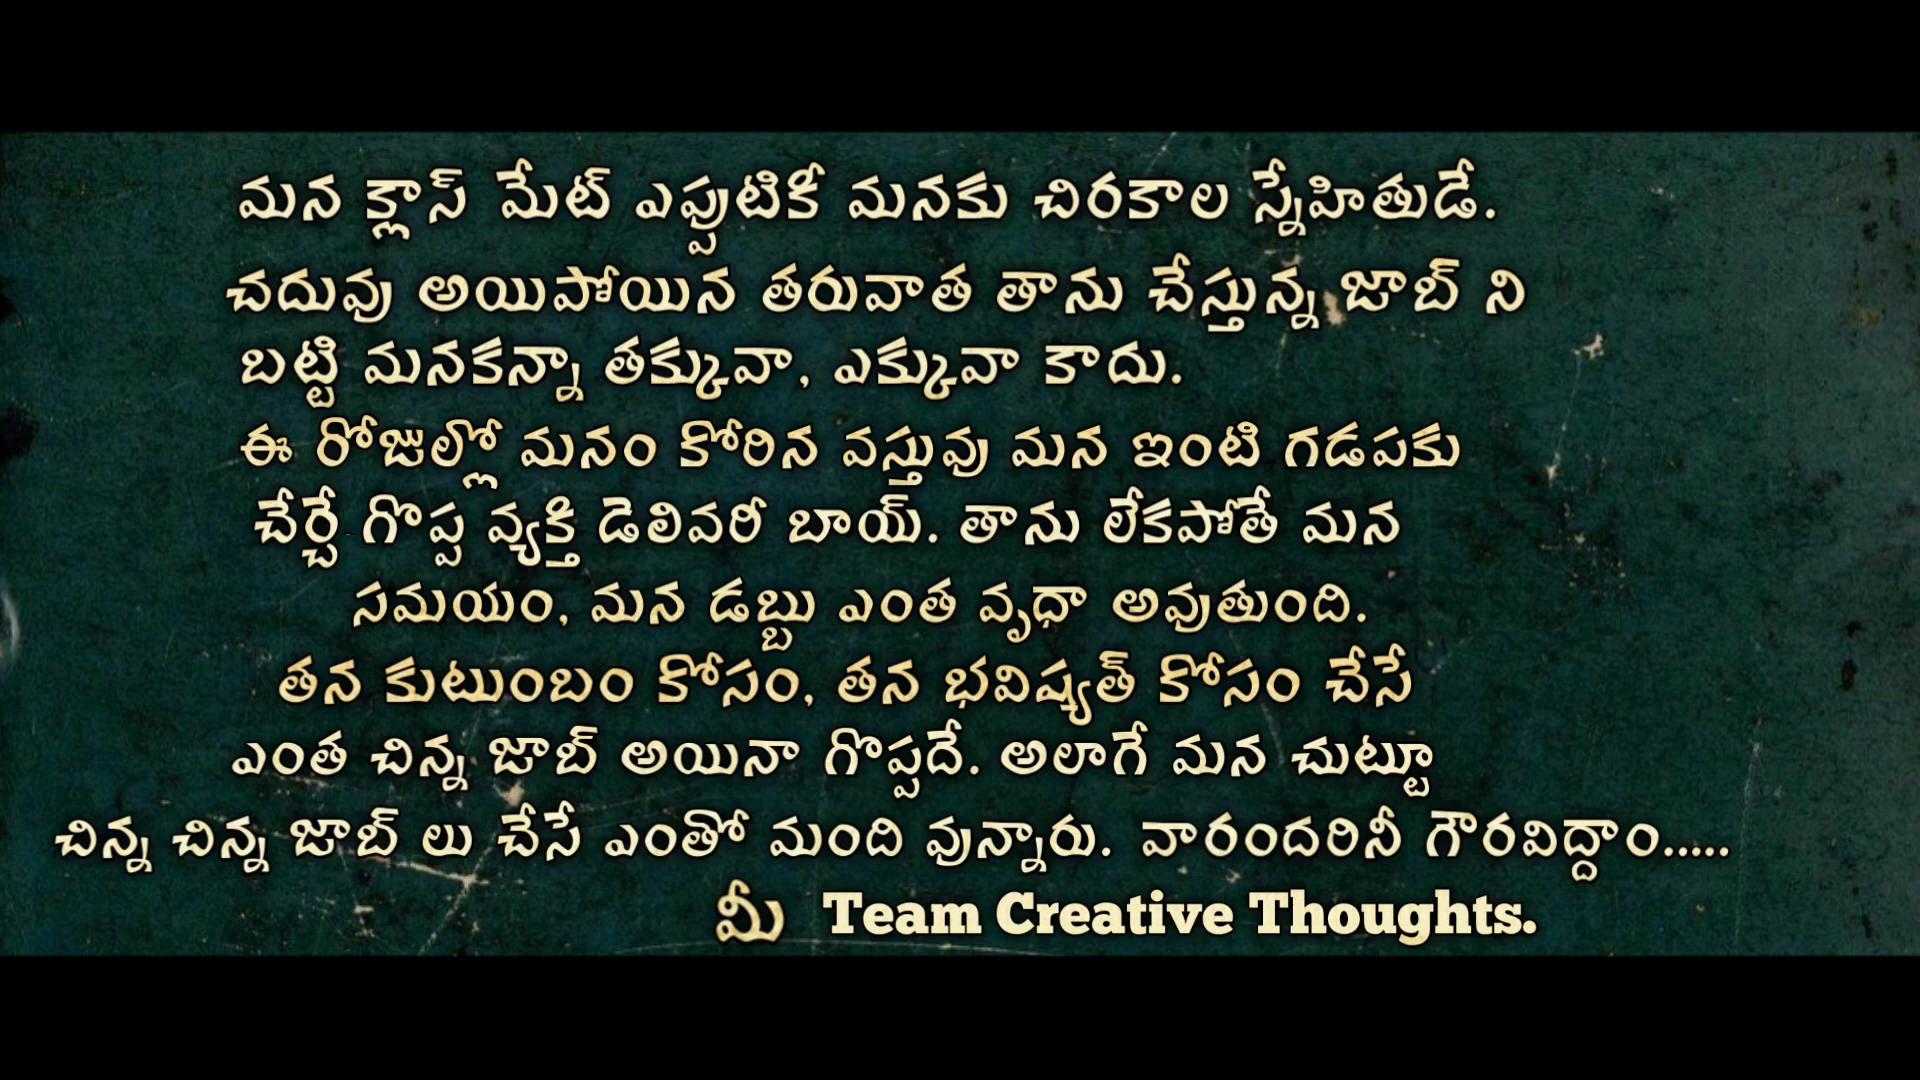 మన క్లాస్ మేట్ ఎప్పుటికీ మనకు చిరకాల స్నేహితుడే.
చదువు అయిపోయిన తరువాత తాను చేస్తున్న జాబ్ ని
బట్టి మనకన్నా తక్కువా, ఎక్కువా కాదు.
ఈ రోజుల్లో మనం కోరిన వస్తువు మన ఇంటి గడపకు
చేర్చే గొప్ప వ్యక్తి డెలివరీ బాయ్. తాను లేకపోతే మన
సమయం, మన డబ్బు ఎంత వృధా అవుతుంది.
తన కుటుంబం కోసం, తన భవిష్యత్ కోసం చేసే
ఎంత చిన్న జాబ్ అయినా గొప్పదే. అలాగే మన చుట్టూ
చిన్న చిన్న జాబ్ లు చేసే ఎంతో మంది వున్నారు. వారందరినీ గౌరవిద్దాం.....
మీ Team Creative Thoughts.